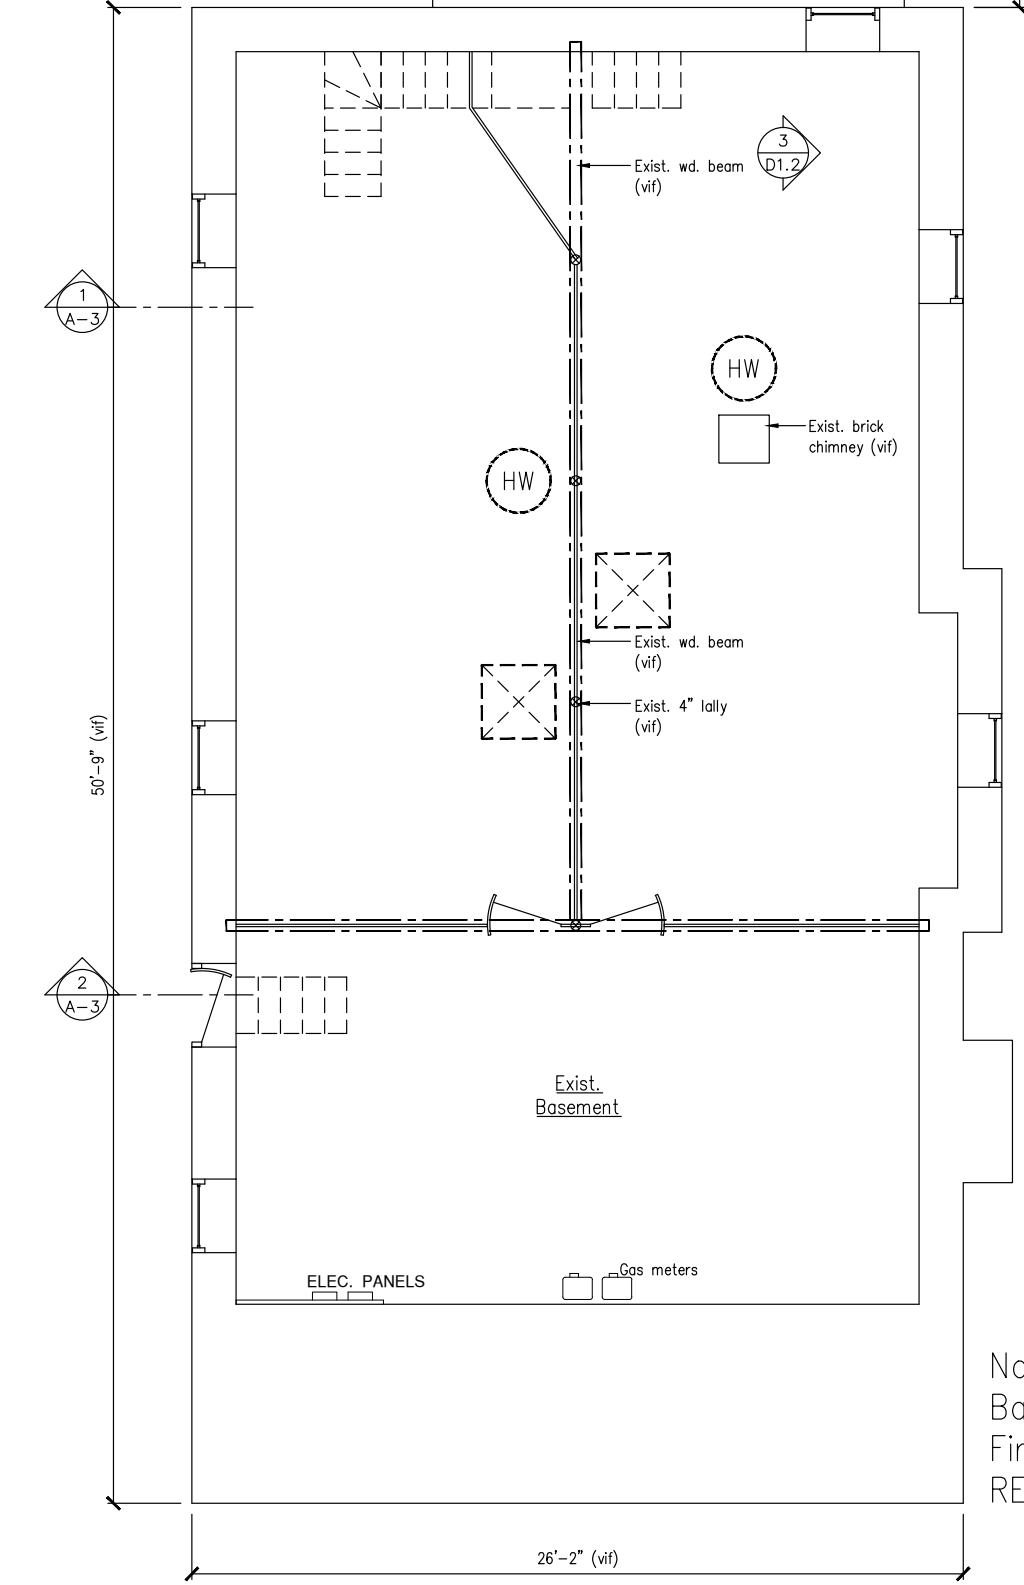 Exist. wd. beam
(vif)
3
D1.2
1
A-3
HW
Exist. brick
chimney (vif)
HW
Exist. wd. beam
(vif)
Exist. 4" lally
(vif)
50'-9" (vif)
2
A-3
Exist.
Basement
ELEC. PANELS
Gas meters
26'-2" (vif)